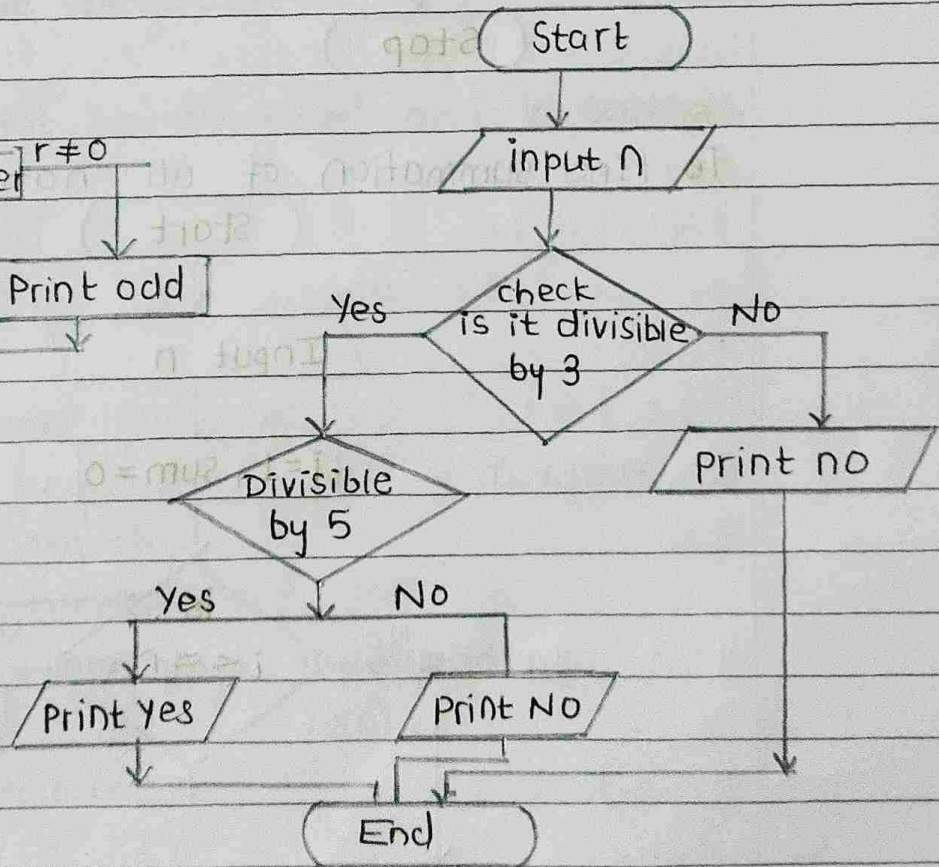 Start
input n
r ≠ 0
Print odd
check
is it divisible
by 3
Yes
No
Divisible
by 5
Print no
Yes
No
Print Yes
Print NO
End